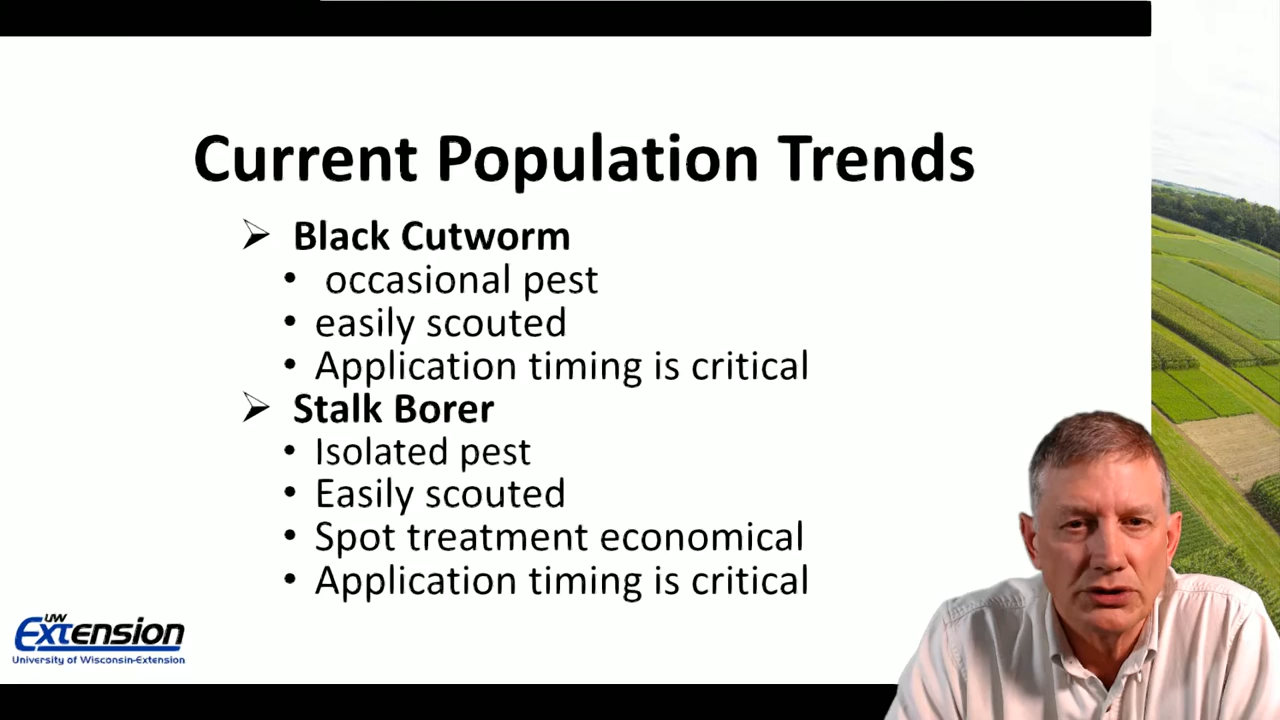 Current Population Trends
➢ Black Cutworm
• occasional pest
• easily scouted
• Application timing is critical
➢ Stalk Borer
• Isolated pest
• Easily scouted
• Spot treatment economical
• Application timing is critical
UW
Extension
University of Wisconsin-Extension